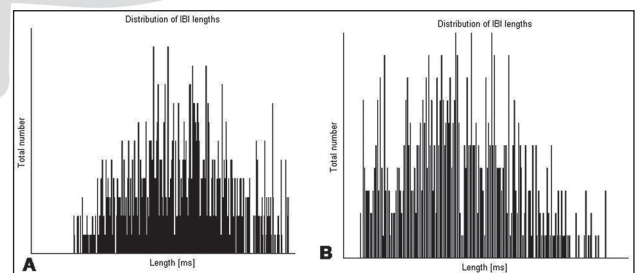 Distribution of IBI lengths
Total number
Length [ms]
A
Distribution of IBI lengths
Total number
Length [ms]
B